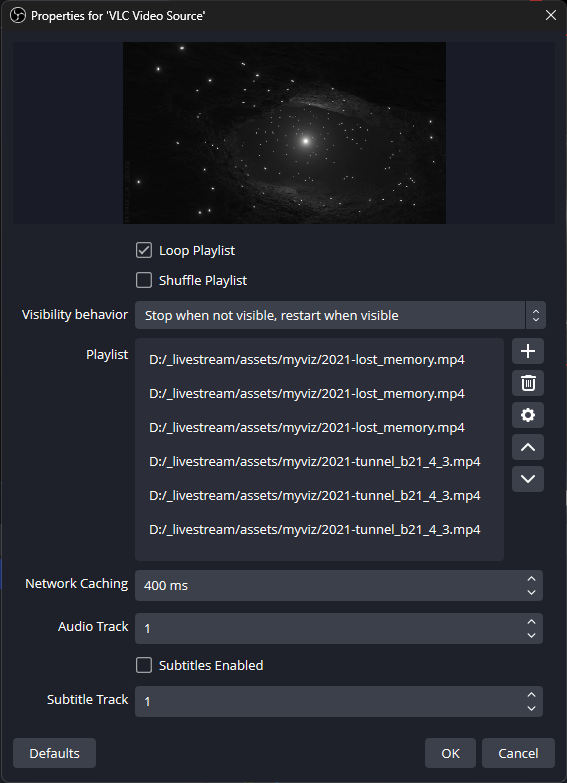 Properties for 'VLC Video Source'
Loop Playlist
Shuffle Playlist
Visibility behavior Stop when not visible, restart when visible
Playlist
D:/_livestream/assets/myviz/2021-lost_memory.mp4
D:/_livestream/assets/myviz/2021-lost_memory.mp4
D:/_livestream/assets/myviz/2021-lost_memory.mp4
D:/_livestream/assets/myviz/2021-tunnel_b21_4_3.mp4
D:/_livestream/assets/myviz/2021-tunnel_b21_4_3.mp4
D:/_livestream/assets/myviz/2021-tunnel_b21_4_3.mp4
Network Caching 400 ms
Audio Track 1
Subtitles Enabled
Subtitle Track 1
Defaults OK Cancel